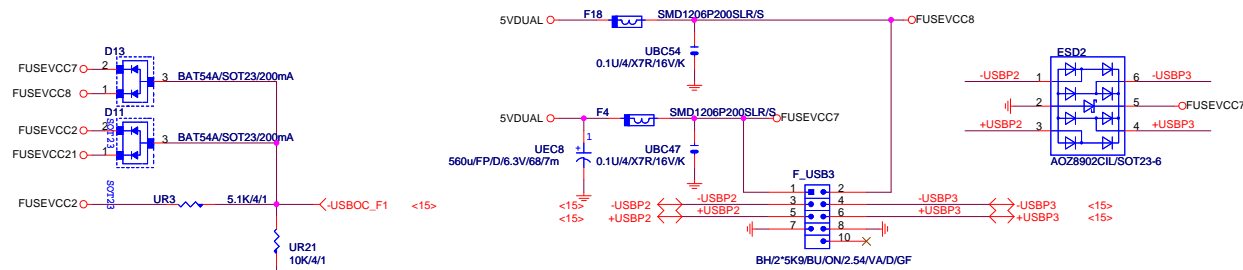 5VDUAL F18 SMD1206P200SLR/S FUSEVCC8
UBC54
0.1U/4/X7R/16V/K
D13
FUSEVCC7 2
3 BAT54A/SOT23/200mA
FUSEVCC8 1
D11
FUSEVCC2 2
3 BAT54A/SOT23/200mA
FUSEVCC21 1
SOT23
SOT23
FUSEVCC2 UR3 5.1K/4/1 -USBOC_F1 <15>
UR21
10K/4/1
5VDUAL F4 SMD1206P200SLR/S FUSEVCC7
1
UEC8
560u/FP/D/6.3V/68/7m
UBC47
0.1U/4/X7R/16V/K
F_USB3
1 2
<15> -USBP2 -USBP2 3 4 -USBP3 -USBP3 <15>
<15> +USBP2 +USBP2 5 6 +USBP3 +USBP3 <15>
7 8
10
BH/2*5K9/BU/ON/2.54/VA/D/GF
ESD2
-USBP2 1 6 -USBP3
2 5 FUSEVCC7
+USBP2 3 4 +USBP3
AOZ8902CIL/SOT23-6